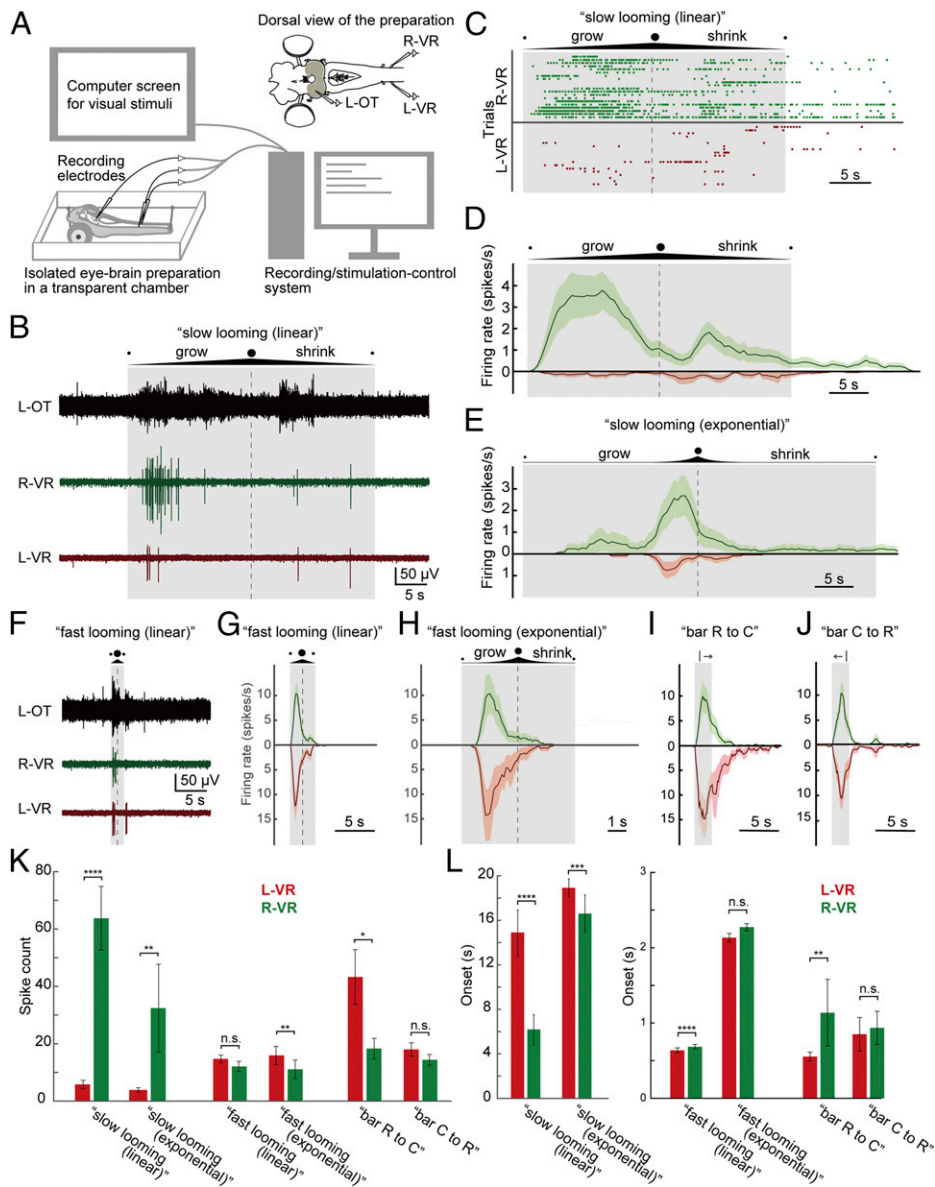 A
Computer screen
for visual stimuli
Dorsal view of the preparation
R-VR
L-OT
L-VR
Recording
electrodes
Isolated eye-brain preparation
in a transparent chamber
Recording/stimulation-control
system
B
“slow looming (linear)”
grow
shrink
L-OT
R-VR
L-VR
50 µV
5 s
C
“slow looming (linear)”
grow
shrink
Trials
R-VR
L-VR
5 s
D
grow
shrink
Firing rate (spikes/s)
4
3
2
1
0
1
5 s
E
“slow looming (exponential)”
grow
shrink
Firing rate (spikes/s)
3
2
1
0
1
5 s
F
“fast looming (linear)”
L-OT
R-VR
L-VR
50 µV
5 s
G
“fast looming (linear)”
Firing rate (spikes/s)
10
5
0
5
10
15
5 s
H
“fast looming (exponential)”
grow
shrink
10
5
0
5
10
15
1 s
I
“bar R to C”
|→
10
5
0
5
10
15
5 s
J
“bar C to R”
←|
10
5
0
5
10
15
5 s
K
Spike count
80
60
40
20
0
L-VR
R-VR
****
**
n.s.
**
*
n.s.
“slow looming
(linear)”
“slow looming
(exponential)”
“fast looming
(linear)”
“fast looming
(exponential)”
“bar R to C”
“bar C to R”
L
Onset (s)
20
16
12
8
4
0
****
***
“slow looming
(linear)”
“slow looming
(exponential)”
Onset (s)
3
2
1
0
L-VR
R-VR
****
n.s.
**
n.s.
“fast looming
(linear)”
“fast looming
(exponential)”
“bar R to C”
“bar C to R”